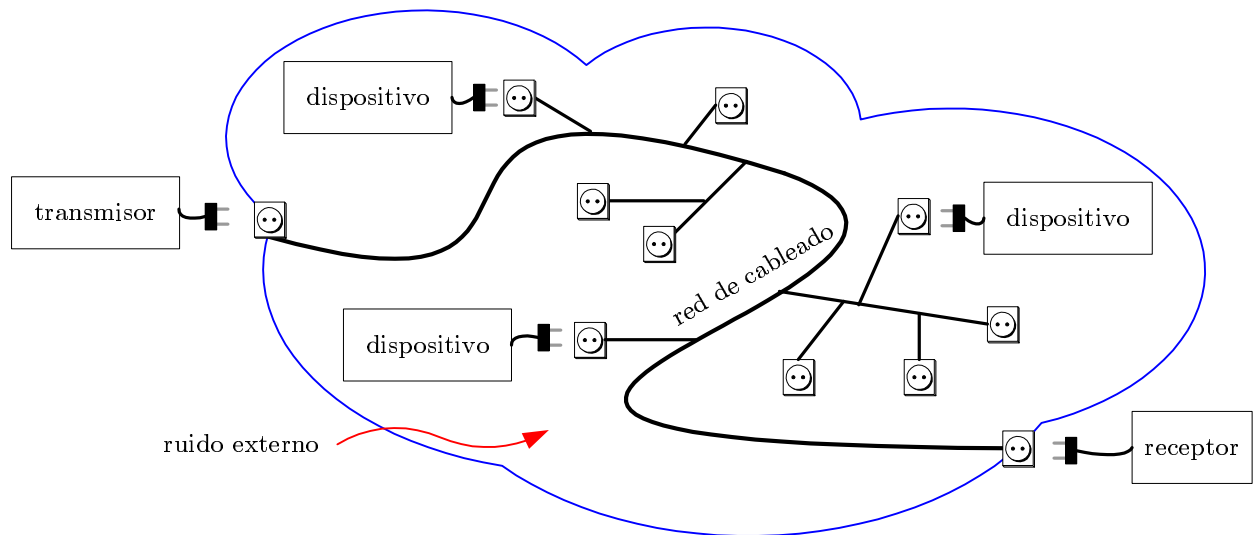 dispositivo
transmisor
dispositivo
red de cableado
dispositivo
ruido externo
receptor